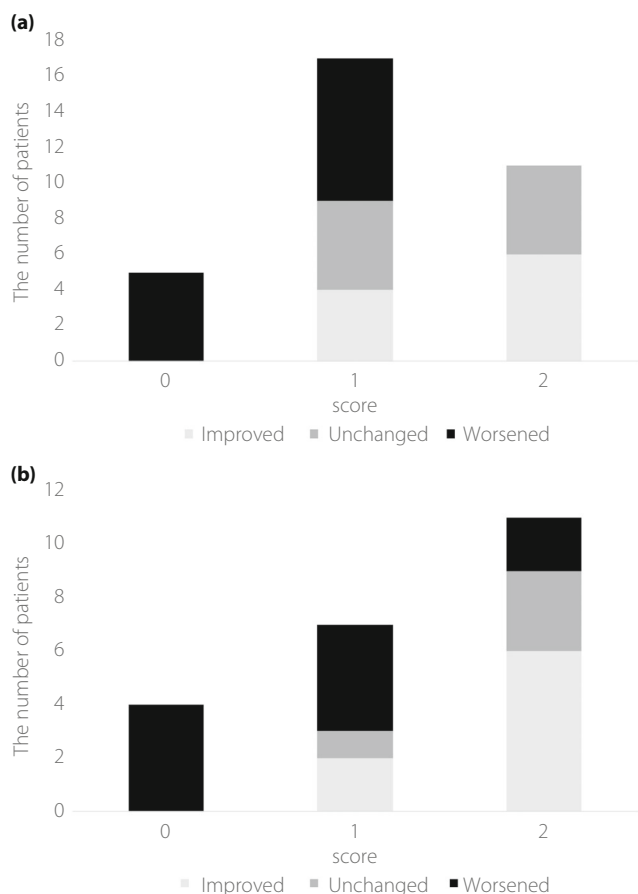 (a)
18
16
14
12
10
8
6
4
2
0
The number of patients
0 1 2
score
Improved Unchanged Worsened
(b)
12
10
8
6
4
2
0
The number of patients
0 1 2
score
Improved Unchanged Worsened